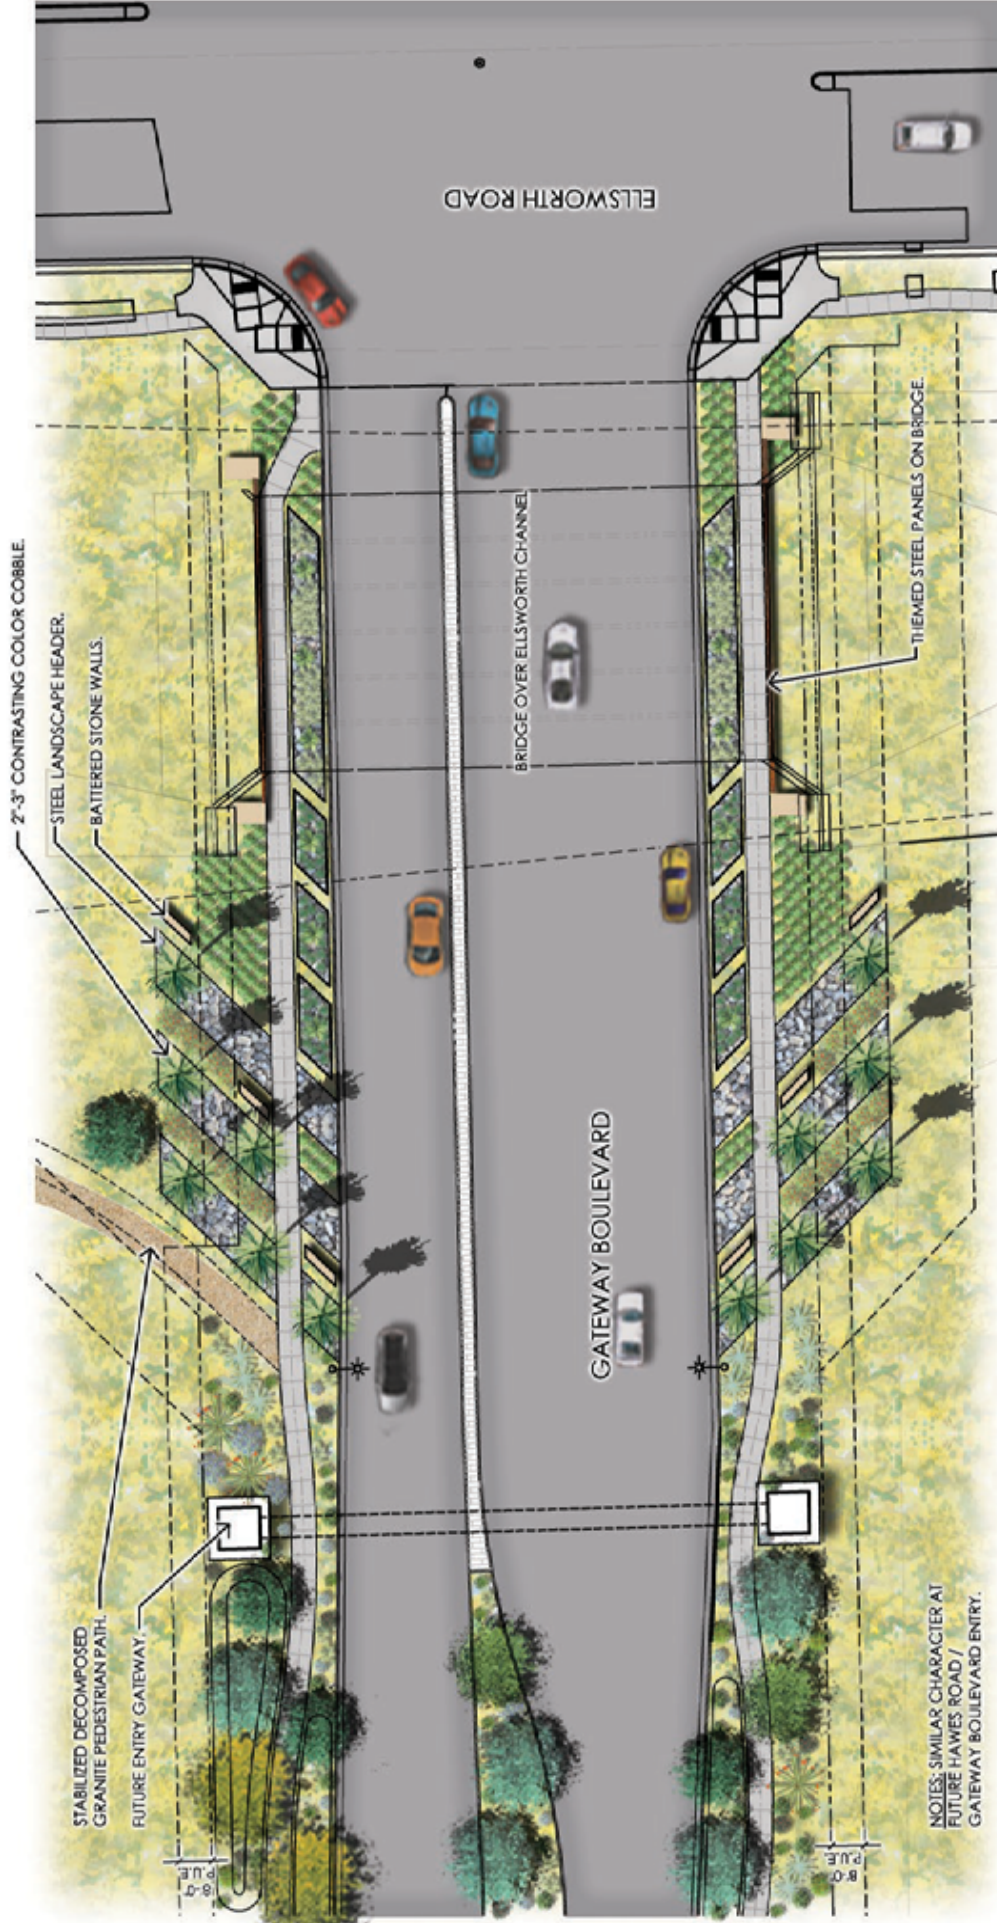 2"-3" CONTRASTING COLOR COBBLE.
STEEL LANDSCAPE HEADER.
BATTERED STONE WALLS.
STABILIZED DECOMPOSED
GRANITE PEDESTRIAN PATH.
FUTURE ENTRY GATEWAY.
8'-0"
P.U.E.
ELLSWORTH ROAD
BRIDGE OVER ELLSWORTH CHANNEL
GATEWAY BOULEVARD
THEMED STEEL PANELS ON BRIDGE.
8'-0"
P.U.E.
NOTES: SIMILAR CHARACTER AT
FUTURE HAWES ROAD /
GATEWAY BOULEVARD ENTRY.